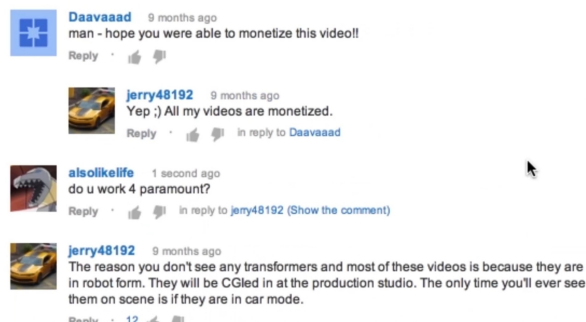 Daavaaad 9 months ago
man - hope you were able to monetize this video!!
Reply ·
jerry48192 9 months ago
Yep ;) All my videos are monetized.
Reply · in reply to Daavaaad
alsolikelife 1 second ago
do u work 4 paramount?
Reply · in reply to jerry48192 (Show the comment)
jerry48192 9 months ago
The reason you don't see any transformers and most of these videos is because they are
in robot form. They will be CGIed in at the production studio. The only time you'll ever see
them on scene is if they are in car mode.
Reply · 12